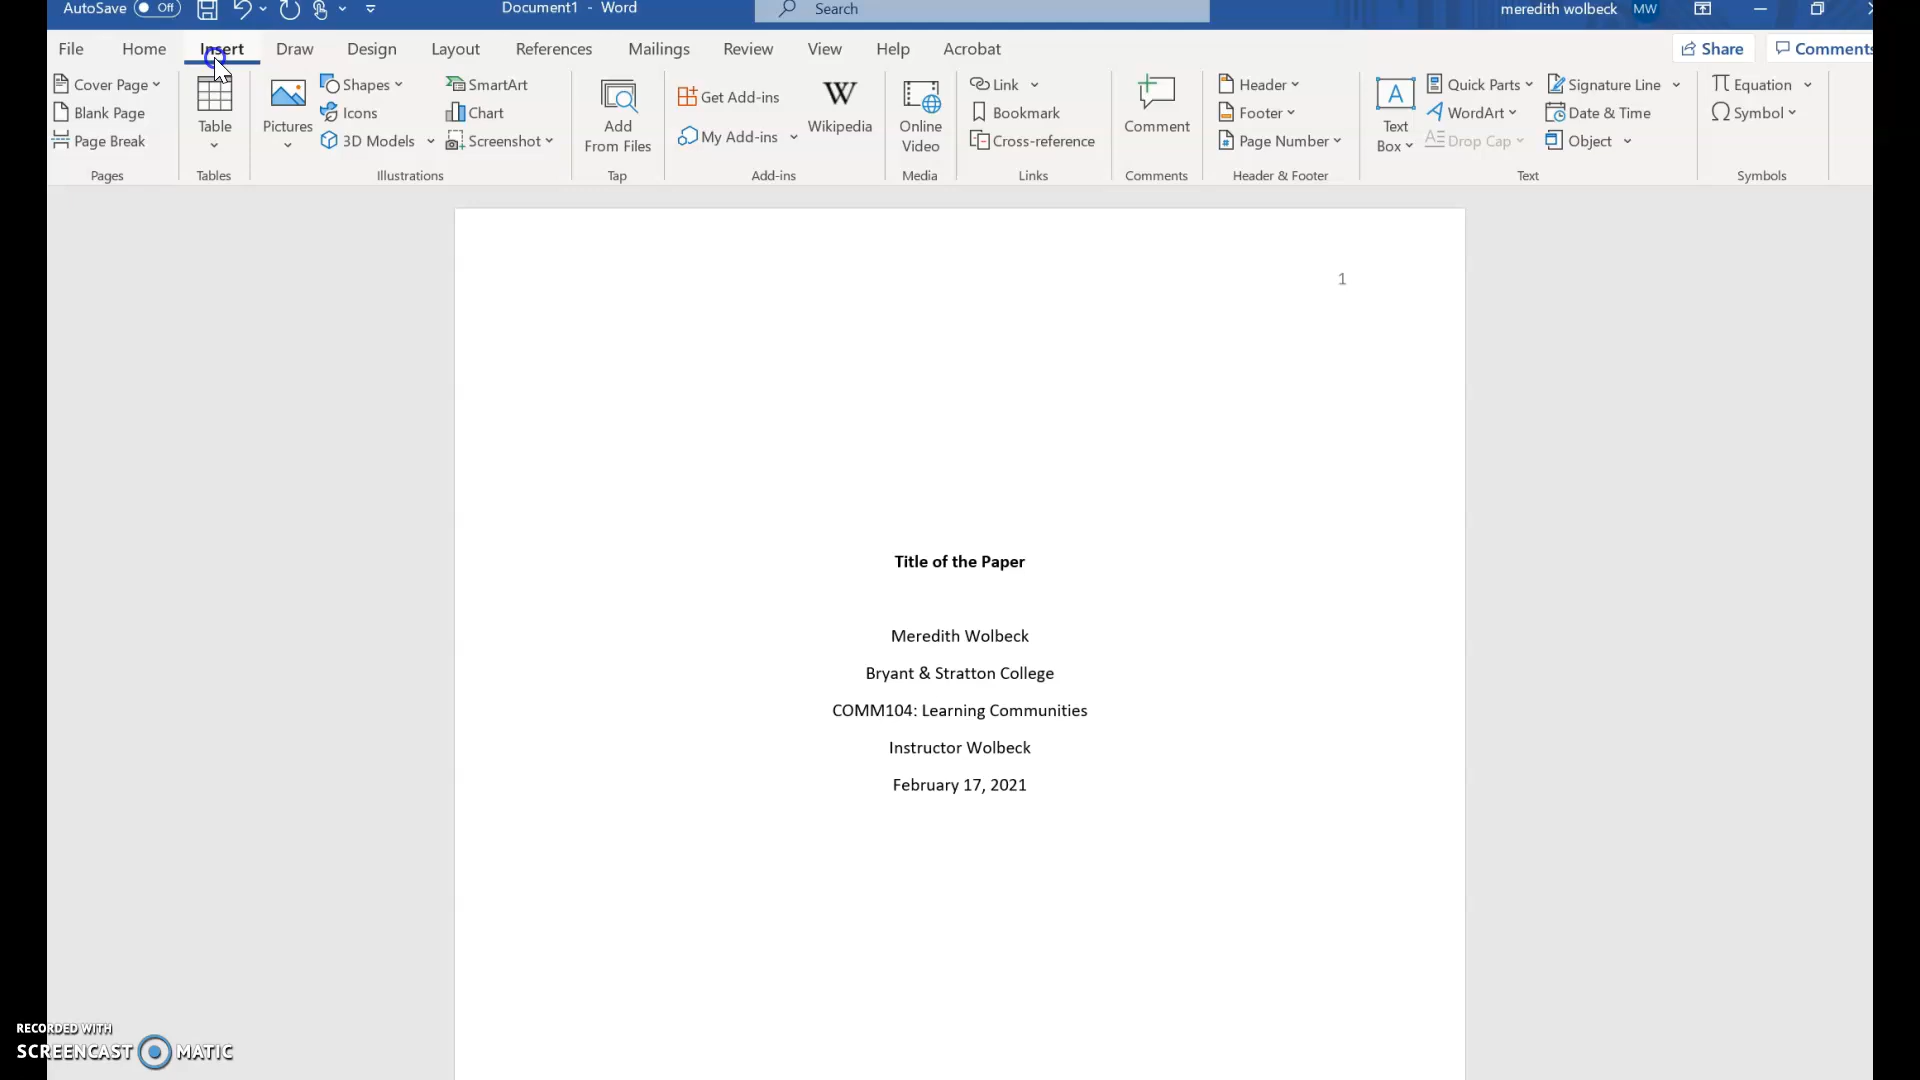 AutoSave Off Document1 - Word Search meredith wolbeck MW
File Home Insert Draw Design Layout References Mailings Review View Help Acrobat Share Comments
Cover Page
Blank Page
Page Break
Pages
Table
Tables
Pictures
Shapes
Icons
3D Models
SmartArt
Chart
Screenshot
Illustrations
Add
From Files
Tap
Get Add-ins
My Add-ins
W
Wikipedia
Add-ins
Online
Video
Media
Link
Bookmark
Cross-reference
Links
Comment
Comments
Header
Footer
Page Number
Header & Footer
A
Text
Box
Quick Parts
WordArt
Drop Cap
Signature Line
Date & Time
Object
Text
Equation
Symbol
Symbols
1
Title of the Paper
Meredith Wolbeck
Bryant & Stratton College
COMM104: Learning Communities
Instructor Wolbeck
February 17, 2021
RECORDED WITH
SCREENCAST MATIC